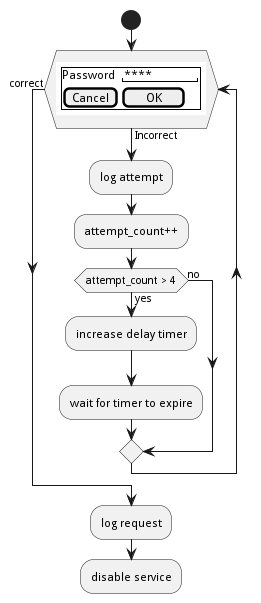 Password ****
correct
Cancel OK
Incorrect
log attempt
attempt_count++
attempt_count > 4
no
yes
increase delay timer
wait for timer to expire
log request
disable service